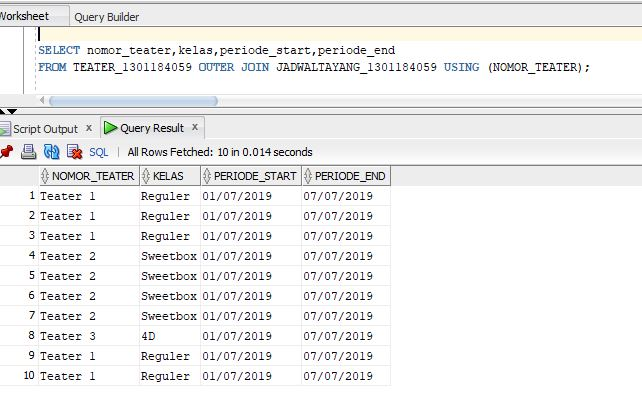 Worksheet Query Builder
SELECT nomor_teater,kelas,periode_start,periode_end
FROM TEATER_1301184059 OUTER JOIN JADWALTAYANG_1301184059 USING (NOMOR_TEATER);
Script Output x Query Result x
SQL | All Rows Fetched: 10 in 0.014 seconds
NOMOR_TEATER KELAS PERIODE_START PERIODE_END
1 Teater 1 Reguler 01/07/2019 07/07/2019
2 Teater 1 Reguler 01/07/2019 07/07/2019
3 Teater 1 Reguler 01/07/2019 07/07/2019
4 Teater 2 Sweetbox 01/07/2019 07/07/2019
5 Teater 2 Sweetbox 01/07/2019 07/07/2019
6 Teater 2 Sweetbox 01/07/2019 07/07/2019
7 Teater 2 Sweetbox 01/07/2019 07/07/2019
8 Teater 3 4D 01/07/2019 07/07/2019
9 Teater 1 Reguler 01/07/2019 07/07/2019
10 Teater 1 Reguler 01/07/2019 07/07/2019